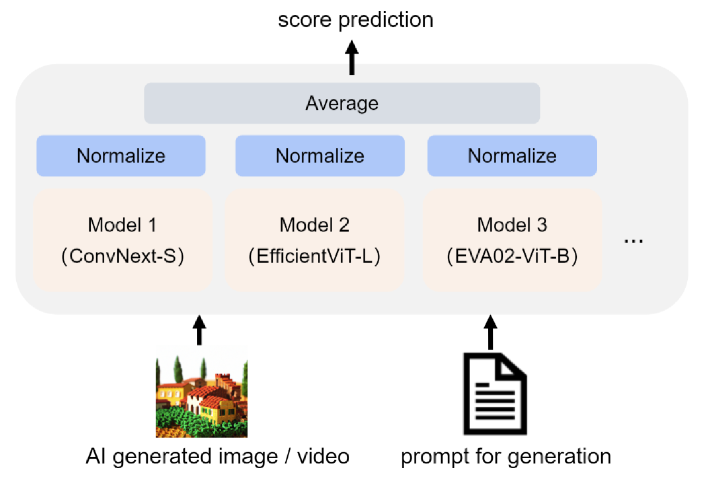 score prediction
Average
Normalize
Normalize
Normalize
Model 1
(ConvNext-S)
Model 2
(EfficientViT-L)
Model 3
(EVA02-ViT-B)
...
AI generated image / video
prompt for generation